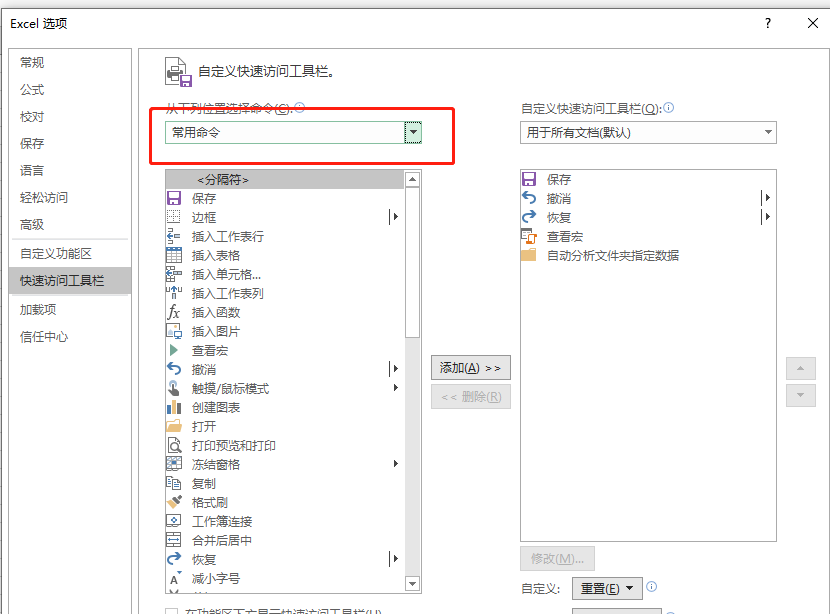 Excel 选项
?
常规
公式
校对
保存
语言
轻松访问
高级
自定义功能区
快速访问工具栏
加载项
信任中心
自定义快速访问工具栏。
从下列位置选择命令(C):
常用命令
<分隔符>
保存
边框
插入工作表行
插入表格
插入单元格...
插入工作表列
插入函数
插入图片
查看宏
撤消
触摸/鼠标模式
创建图表
打开
打印预览和打印
冻结窗格
复制
格式刷
工作簿连接
合并后居中
恢复
减小字号
在功能区下方显示快速访问工具栏(H)
添加(A) >>
<< 删除(R)
自定义快速访问工具栏(Q):
用于所有文档(默认)
保存
撤消
恢复
查看宏
自动分析文件夹指定数据
修改(M)...
自定义:
重置(E)